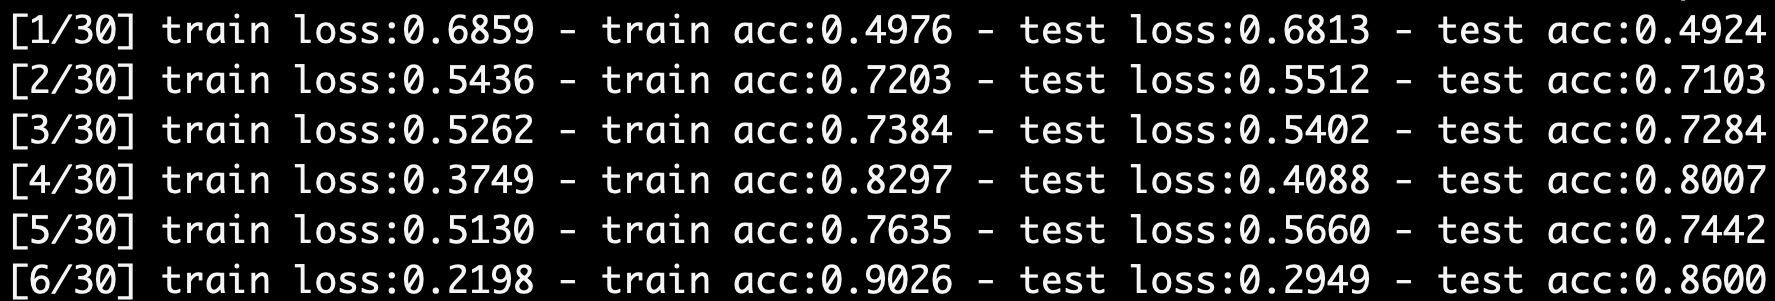 [1/30] train loss:0.6859 - train acc:0.4976 - test loss:0.6813 - test acc:0.4924
[2/30] train loss:0.5436 - train acc:0.7203 - test loss:0.5512 - test acc:0.7103
[3/30] train loss:0.5262 - train acc:0.7384 - test loss:0.5402 - test acc:0.7284
[4/30] train loss:0.3749 - train acc:0.8297 - test loss:0.4088 - test acc:0.8007
[5/30] train loss:0.5130 - train acc:0.7635 - test loss:0.5660 - test acc:0.7442
[6/30] train loss:0.2198 - train acc:0.9026 - test loss:0.2949 - test acc:0.8600